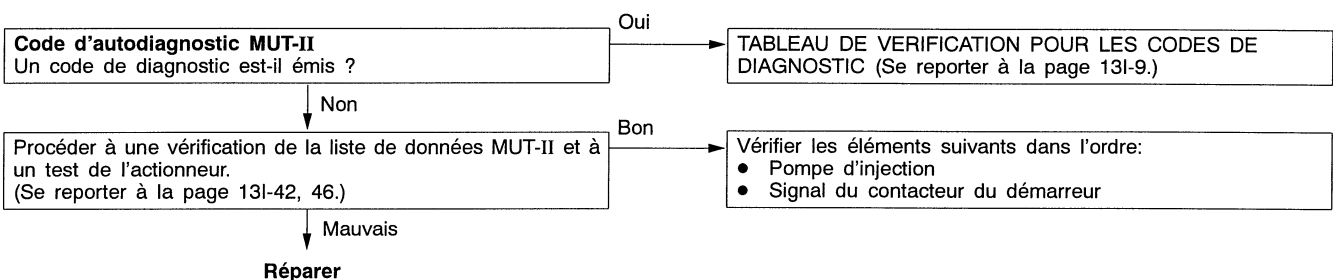 Code d'autodiagnostic MUT-II
Un code de diagnostic est-il émis ?
Oui
TABLEAU DE VERIFICATION POUR LES CODES DE
DIAGNOSTIC (Se reporter à la page 13I-9.)
Non
Procéder à une vérification de la liste de données MUT-II et à
un test de l'actionneur.
(Se reporter à la page 13I-42, 46.)
Bon
Vérifier les éléments suivants dans l'ordre:
● Pompe d'injection
● Signal du contacteur du démarreur
Mauvais
Réparer